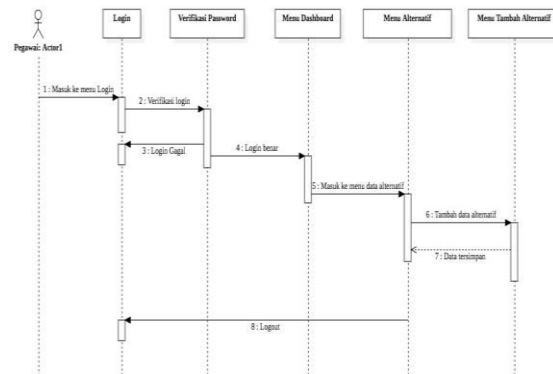 Login
Verifikasi Password
Menu Dashboard
Menu Alternatif
Menu Tambah Alternatif
Pegawai: Actor1
1 : Masuk ke menu Login
2 : Verifikasi login
3 : Login Gagal
4 : Login benar
5 : Masuk ke menu data alternatif
6 : Tambah data alternatif
7 : Data tersimpan
8 : Logout